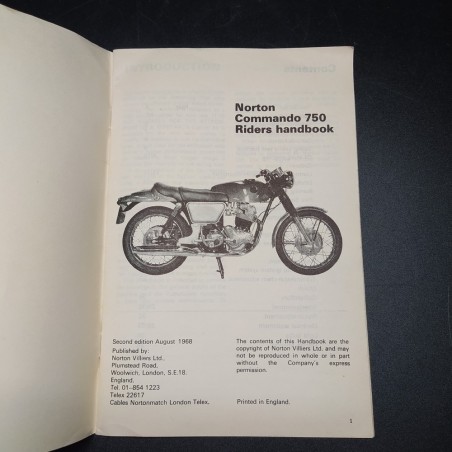 Norton
Commando 750
Riders handbook
Second edition August 1968
Published by:
Norton Villiers Ltd.,
Plumstead Road,
Woolwich, London, S.E.18.
England.
Tel. 01-854 1223
Telex 22617
Cables Nortonmatch London Telex.
The contents of this Handbook are the
copyright of Norton Villiers Ltd. and may
not be reproduced in whole or in part
without the Company's express
permission.
Printed in England.
1